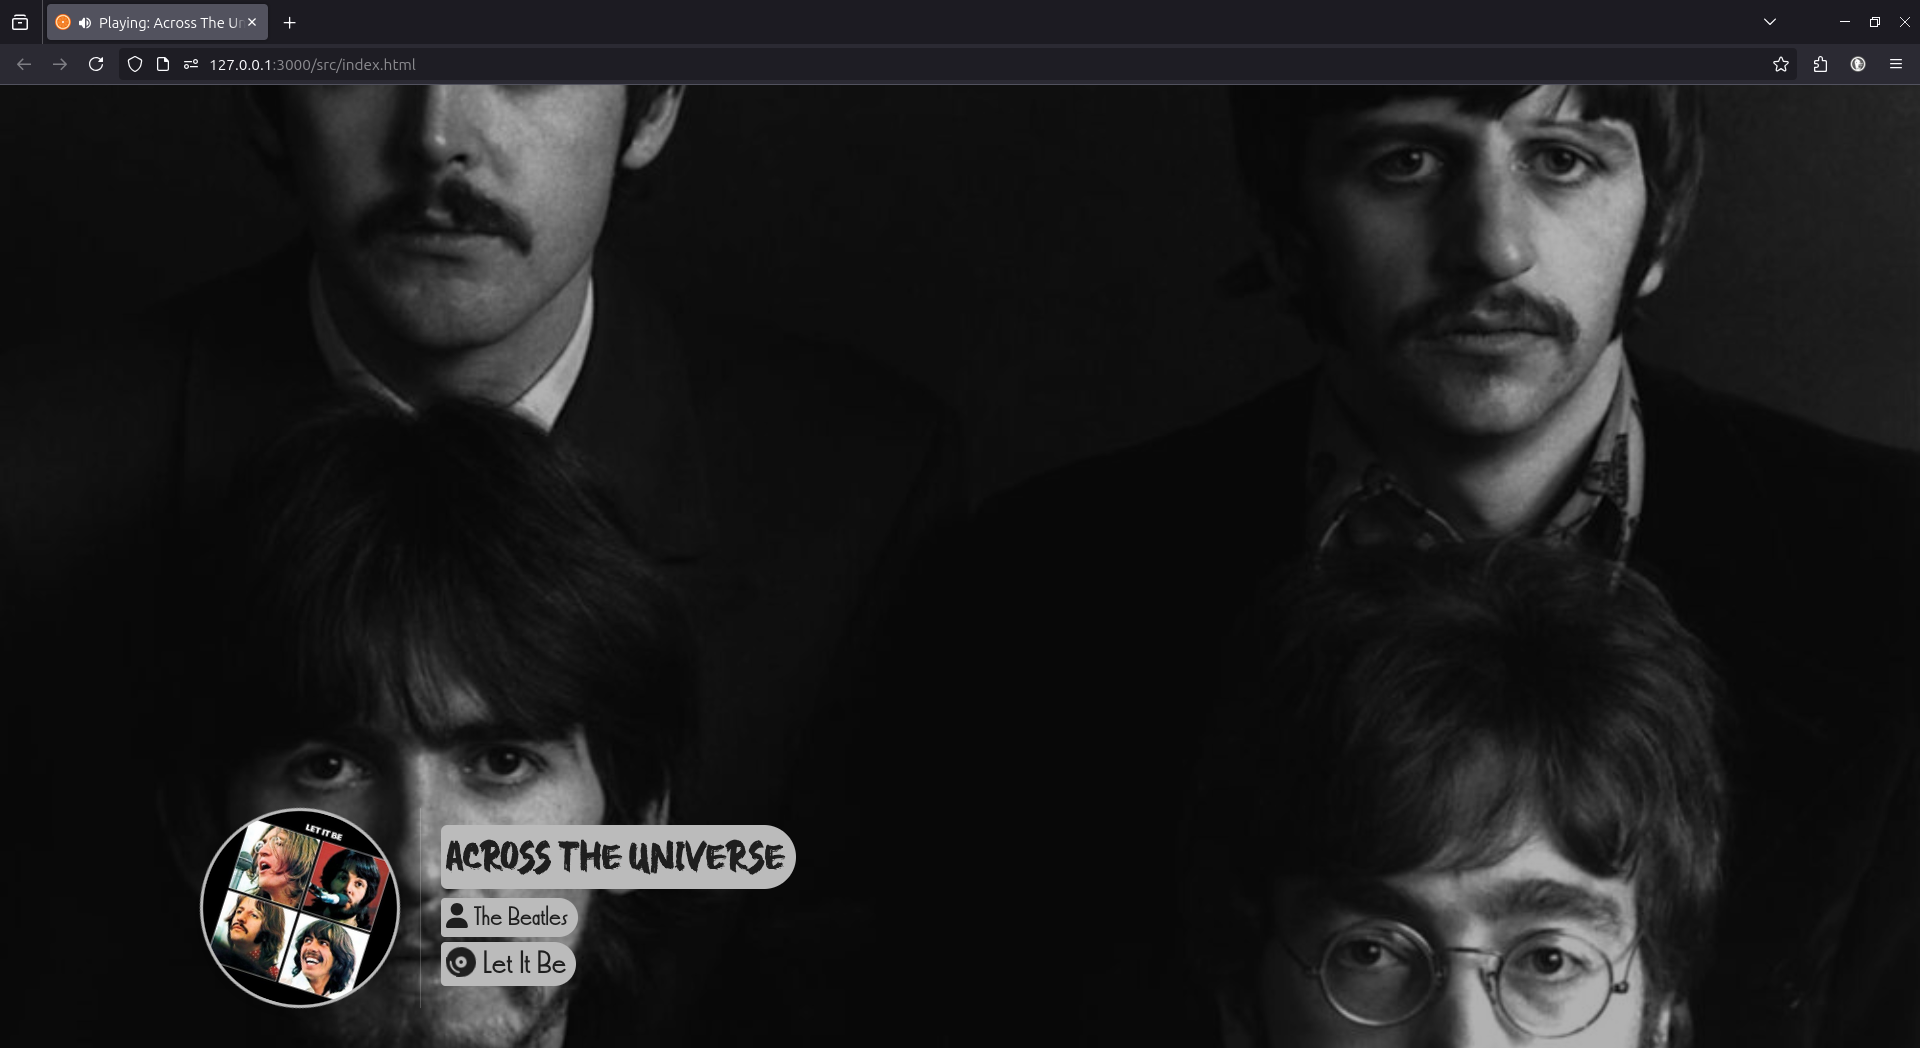 Playing: Across The Un
127.0.0.1:3000/src/index.html
LET IT BE
ACROSS THE UNIVERSE
The Beatles
Let It Be